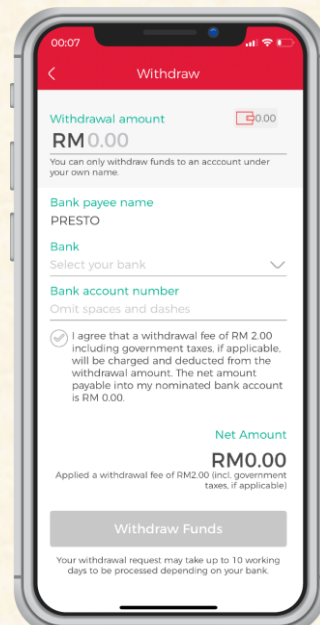 00:07
Withdraw
Withdrawal amount
0.00
RM0.00
You can only withdraw funds to an acccount under
your own name.
Bank payee name
PRESTO
Bank
Select your bank
Bank account number
Omit spaces and dashes
I agree that a withdrawal fee of RM 2.00
including government taxes, if applicable,
will be charged and deducted from the
withdrawal amount. The net amount
payable into my nominated bank account
is RM 0.00.
Net Amount
RM0.00
Applied a withdrawal fee of RM2.00 (incl. government
taxes, if applicable)
Withdraw Funds
Your withdrawal request may take up to 10 working
days to be processed depending on your bank.